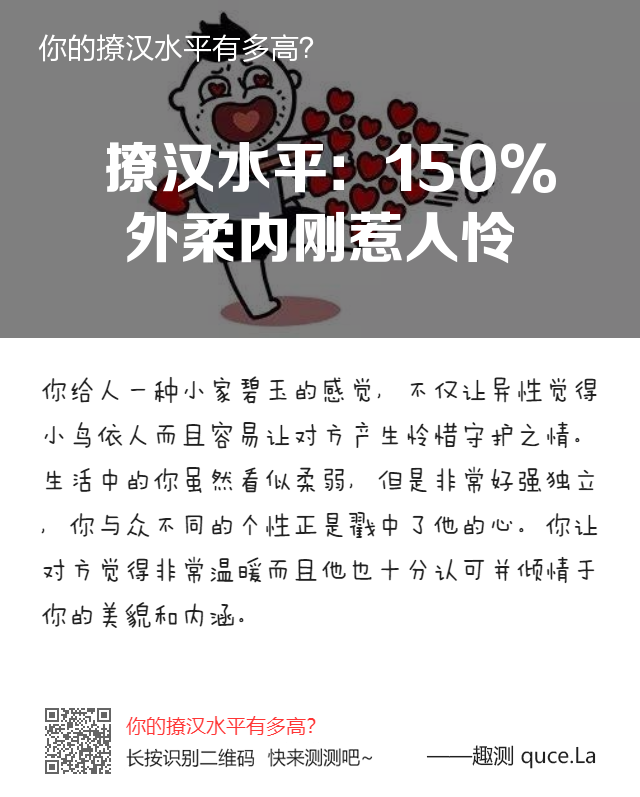 你的撩汉水平有多高？
撩汉水平：150%
外柔内刚惹人怜
你给人一种小家碧玉的感觉，不仅让异性觉得
小鸟依人而且容易让对方产生怜惜守护之情。
生活中的你虽然看似柔弱，但是非常好强独立
，你与众不同的个性正是戳中了他的心。你让
对方觉得非常温暖而且他也十分认可并倾情于
你的美貌和内涵。
你的撩汉水平有多高？
长按识别二维码 快来测测吧~
——趣测 quce.La